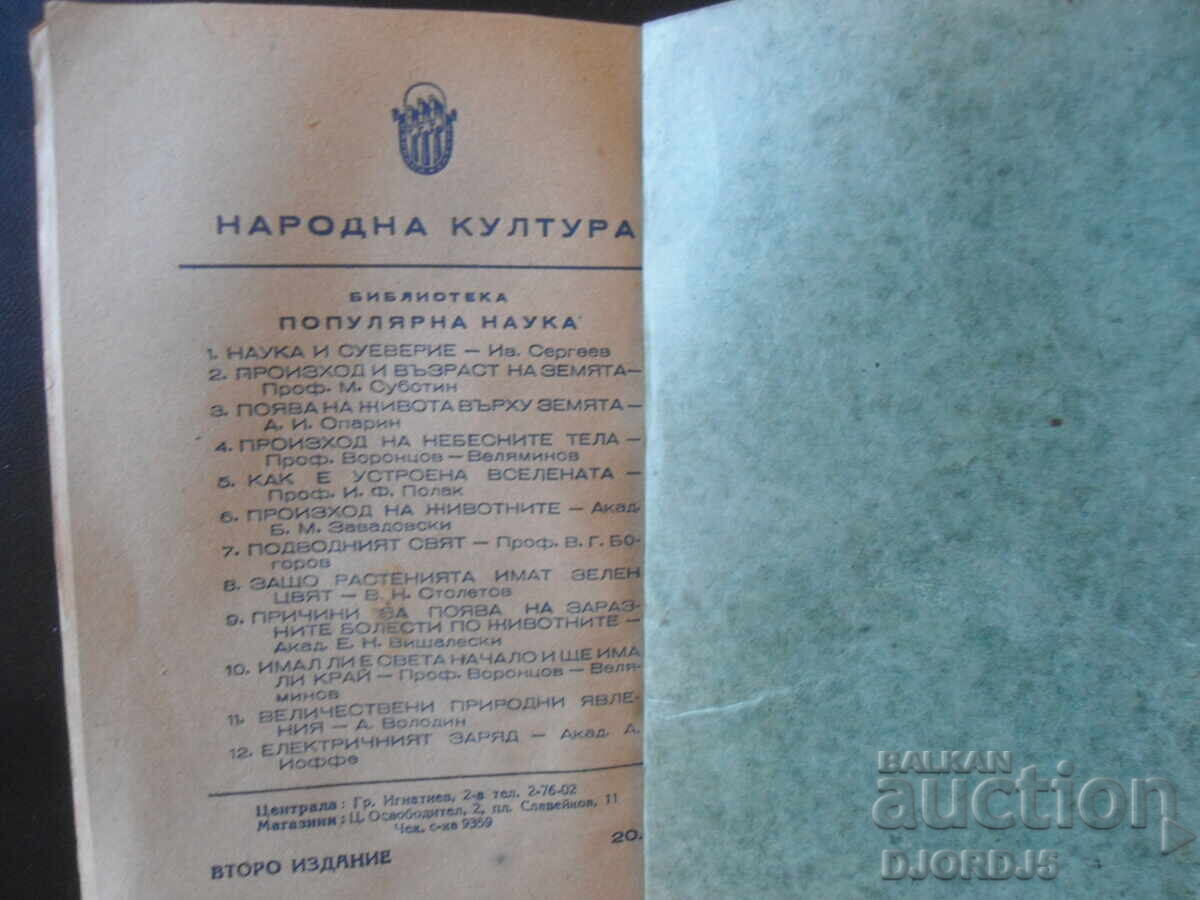 НАРОДНА КУЛТУРА
БИБЛИОТЕКА
ПОПУЛЯРНА НАУКА
1. НАУКА И СУЕВЕРИЕ — Ив. Сергеев
2. ПРОИЗХОД И ВЪЗРАСТ НА ЗЕМЯТА—
Проф. М. Суботин
3. ПОЯВА НА ЖИВОТА ВЪРХУ ЗЕМЯТА —
А. И. Опарин
4. ПРОИЗХОД НА НЕБЕСНИТЕ ТЕЛА —
Проф. Воронцов — Веляминов
5. КАК Е УСТРОЕНА ВСЕЛЕНАТА —
Проф. И. Ф. Полак
6. ПРОИЗХОД НА ЖИВОТНИТЕ — Акад.
Б. М. Завадовски
7. ПОДВОДНИЯТ СВЯТ — Проф. В. Г. Бо-
горов
8. ЗАЩО РАСТЕНИЯТА ИМАТ ЗЕЛЕН
ЦВЯТ — В. Н. Столетов
9. ПРИЧИНИ ЗА ПОЯВА НА ЗАРАЗ-
НИТЕ БОЛЕСТИ ПО ЖИВОТНИТЕ —
Акад. Е. Н. Вишалески
10. ИМАЛ ЛИ Е СВЕТА НАЧАЛО И ЩЕ ИМА
ЛИ КРАЙ — Проф. Воронцов — Веля-
минов
11. ВЕЛИЧЕСТВЕНИ ПРИРОДНИ ЯВЛЕ-
НИЯ — А. Володин
12. ЕЛЕКТРИЧНИЯТ ЗАРЯД — Акад. А.
Иоффе
Централа: Гр. Игнатиев, 2-а тел. 2-76-02
Магазини: Ц. Освободител, 2, пл. Славейков, 11
Чек. с-ка 9359
20.
ВТОРО ИЗДАНИЕ
BALKAN
auction
DJORDJ5